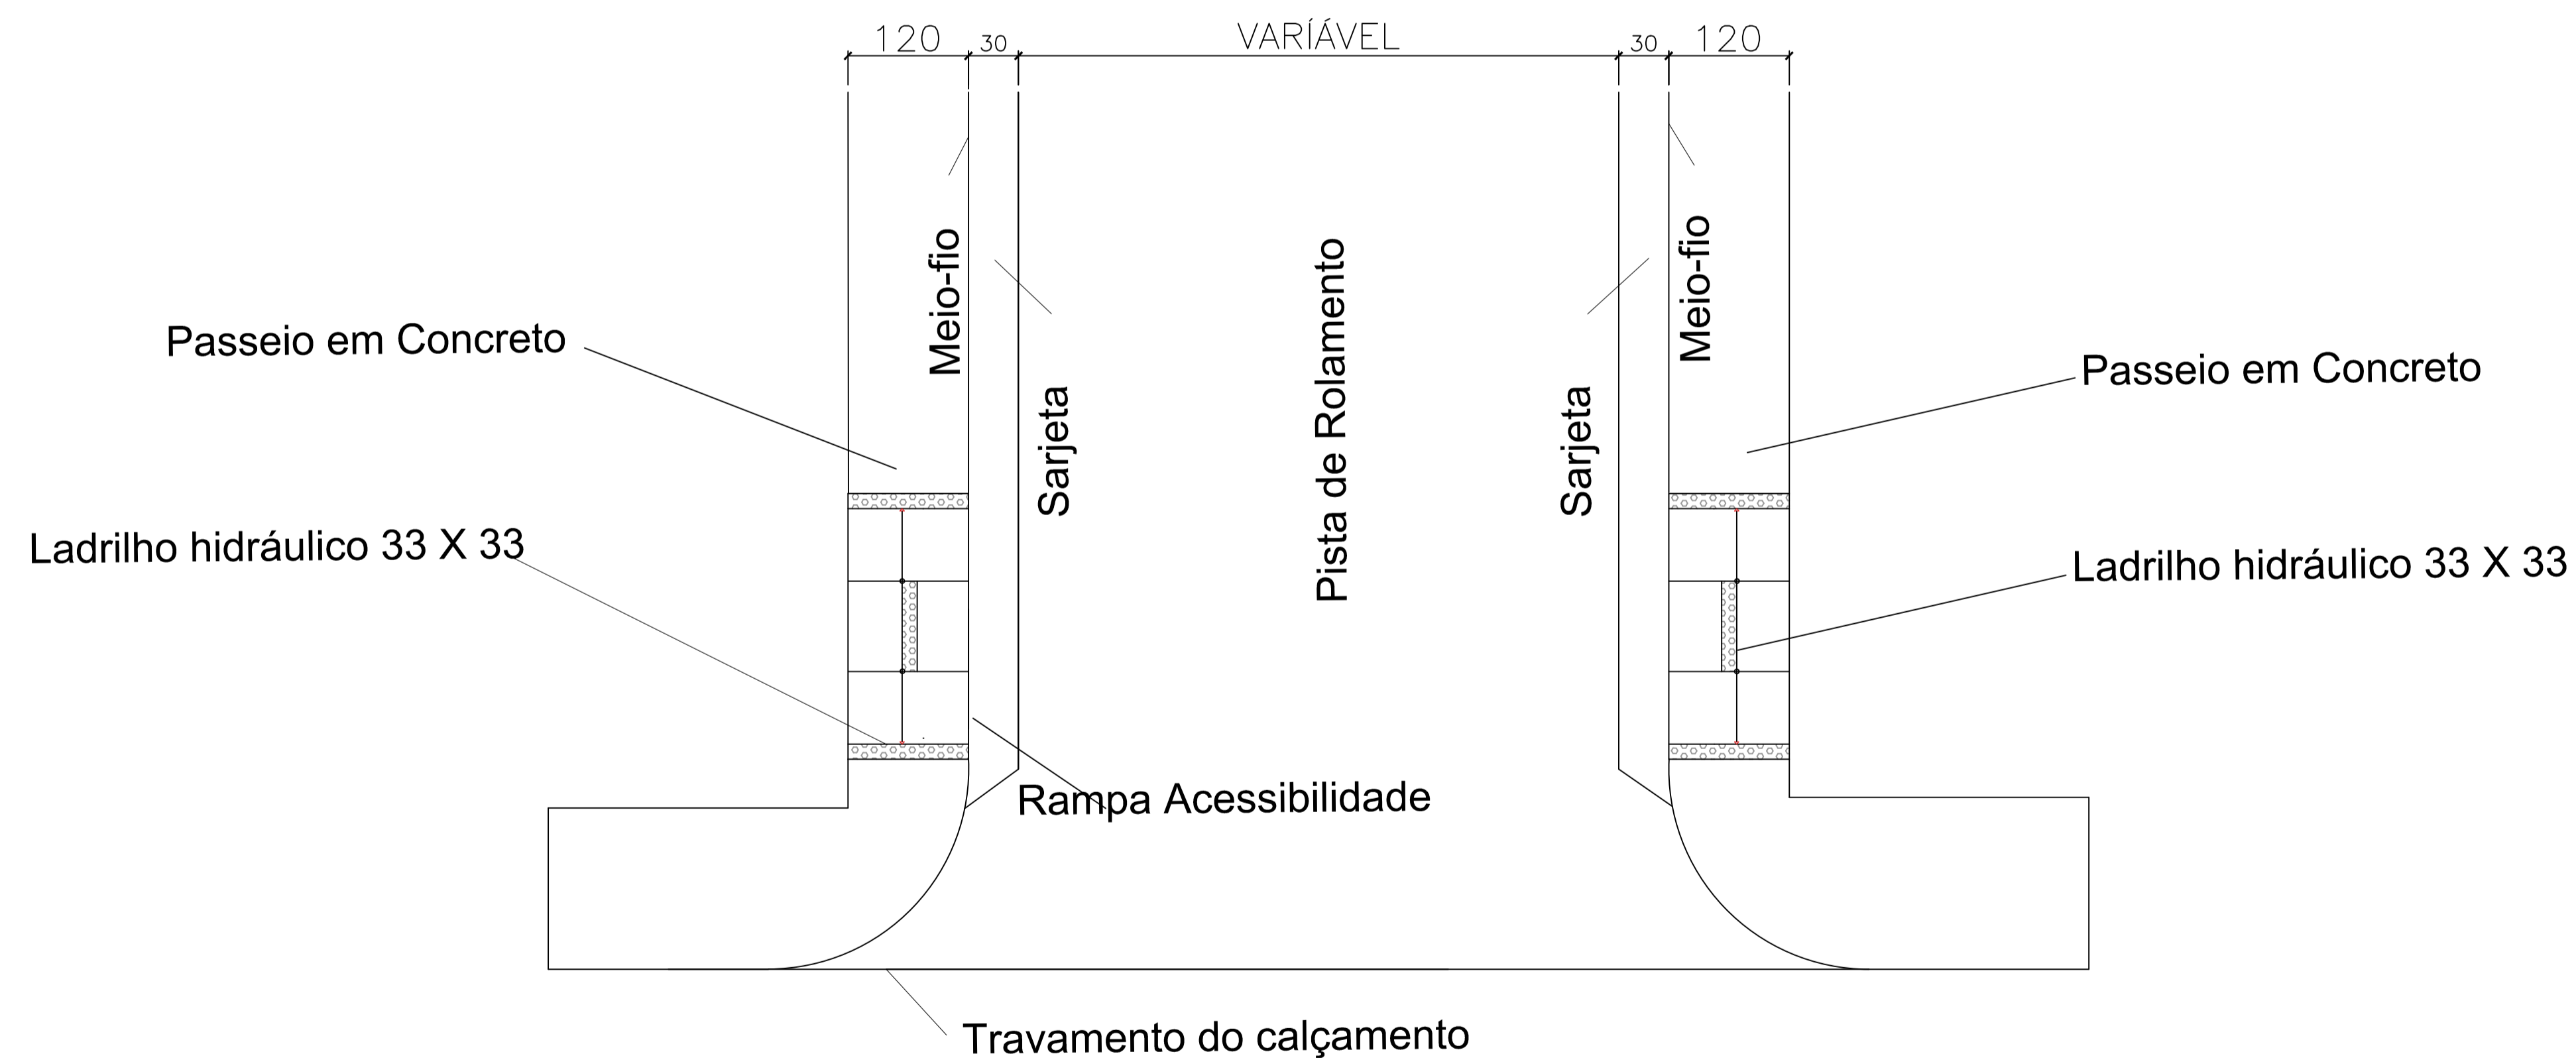 120
30
VARÍÁVEL
30
120
Meio-fio
Meio-fio
Pista de Rolamento
Passeio em Concreto
Passeio em Concreto
Sarjeta
Sarjeta
Ladrilho hidráulico 33 X 33
Ladrilho hidráulico 33 X 33
Rampa Acessibilidade
Travamento do calçamento